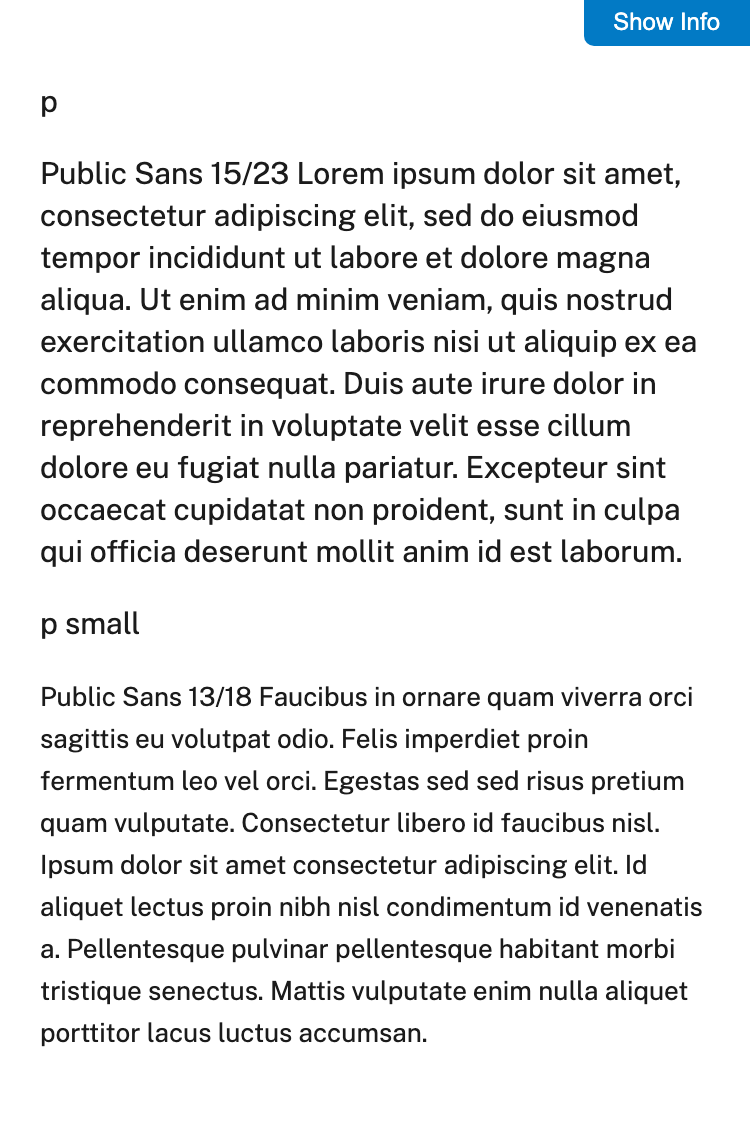 Show Info
p
Public Sans 15/23 Lorem ipsum dolor sit amet,
consectetur adipiscing elit, sed do eiusmod
tempor incididunt ut labore et dolore magna
aliqua. Ut enim ad minim veniam, quis nostrud
exercitation ullamco laboris nisi ut aliquip ex ea
commodo consequat. Duis aute irure dolor in
reprehenderit in voluptate velit esse cillum
dolore eu fugiat nulla pariatur. Excepteur sint
occaecat cupidatat non proident, sunt in culpa
qui officia deserunt mollit anim id est laborum.
p small
Public Sans 13/18 Faucibus in ornare quam viverra orci
sagittis eu volutpat odio. Felis imperdiet proin
fermentum leo vel orci. Egestas sed sed risus pretium
quam vulputate. Consectetur libero id faucibus nisl.
Ipsum dolor sit amet consectetur adipiscing elit. Id
aliquet lectus proin nibh nisl condimentum id venenatis
a. Pellentesque pulvinar pellentesque habitant morbi
tristique senectus. Mattis vulputate enim nulla aliquet
porttitor lacus luctus accumsan.